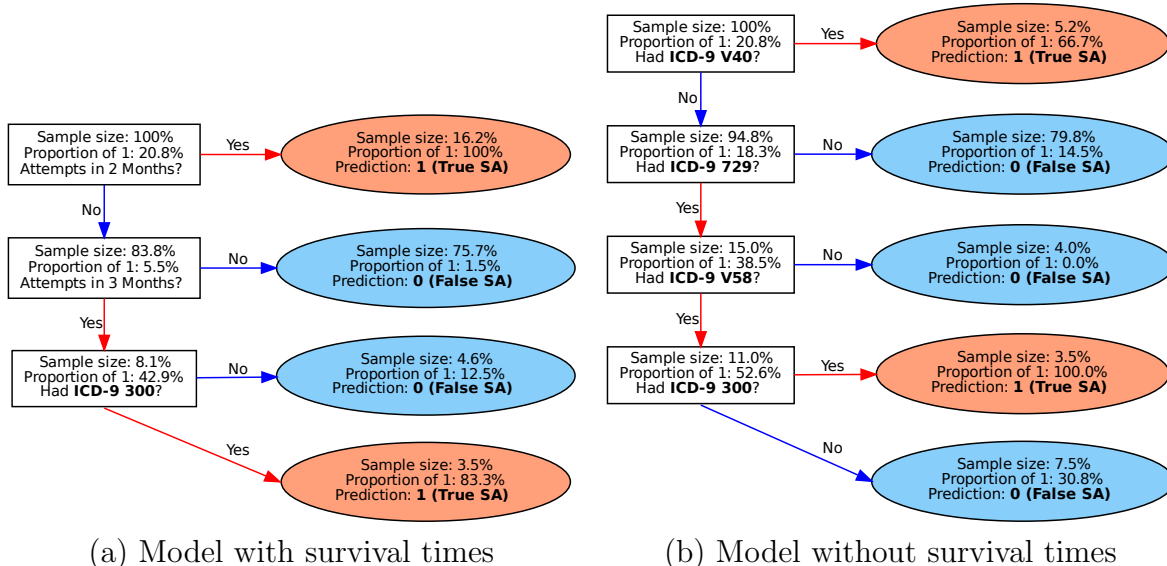 Sample size: 100%
Proportion of 1: 20.8%
Attempts in 2 Months?
Yes
Sample size: 16.2%
Proportion of 1: 100%
Prediction: 1 (True SA)
No
Sample size: 83.8%
Proportion of 1: 5.5%
Attempts in 3 Months?
No
Sample size: 75.7%
Proportion of 1: 1.5%
Prediction: 0 (False SA)
Yes
Sample size: 8.1%
Proportion of 1: 42.9%
Had ICD-9 300?
No
Sample size: 4.6%
Proportion of 1: 12.5%
Prediction: 0 (False SA)
Yes
Sample size: 3.5%
Proportion of 1: 83.3%
Prediction: 1 (True SA)
(a) Model with survival times
Sample size: 100%
Proportion of 1: 20.8%
Had ICD-9 V40?
Yes
Sample size: 5.2%
Proportion of 1: 66.7%
Prediction: 1 (True SA)
No
Sample size: 94.8%
Proportion of 1: 18.3%
Had ICD-9 729?
No
Sample size: 79.8%
Proportion of 1: 14.5%
Prediction: 0 (False SA)
Yes
Sample size: 15.0%
Proportion of 1: 38.5%
Had ICD-9 V58?
No
Sample size: 4.0%
Proportion of 1: 0.0%
Prediction: 0 (False SA)
Yes
Sample size: 11.0%
Proportion of 1: 52.6%
Had ICD-9 300?
Yes
Sample size: 3.5%
Proportion of 1: 100.0%
Prediction: 1 (True SA)
No
Sample size: 7.5%
Proportion of 1: 30.8%
Prediction: 0 (False SA)
(b) Model without survival times